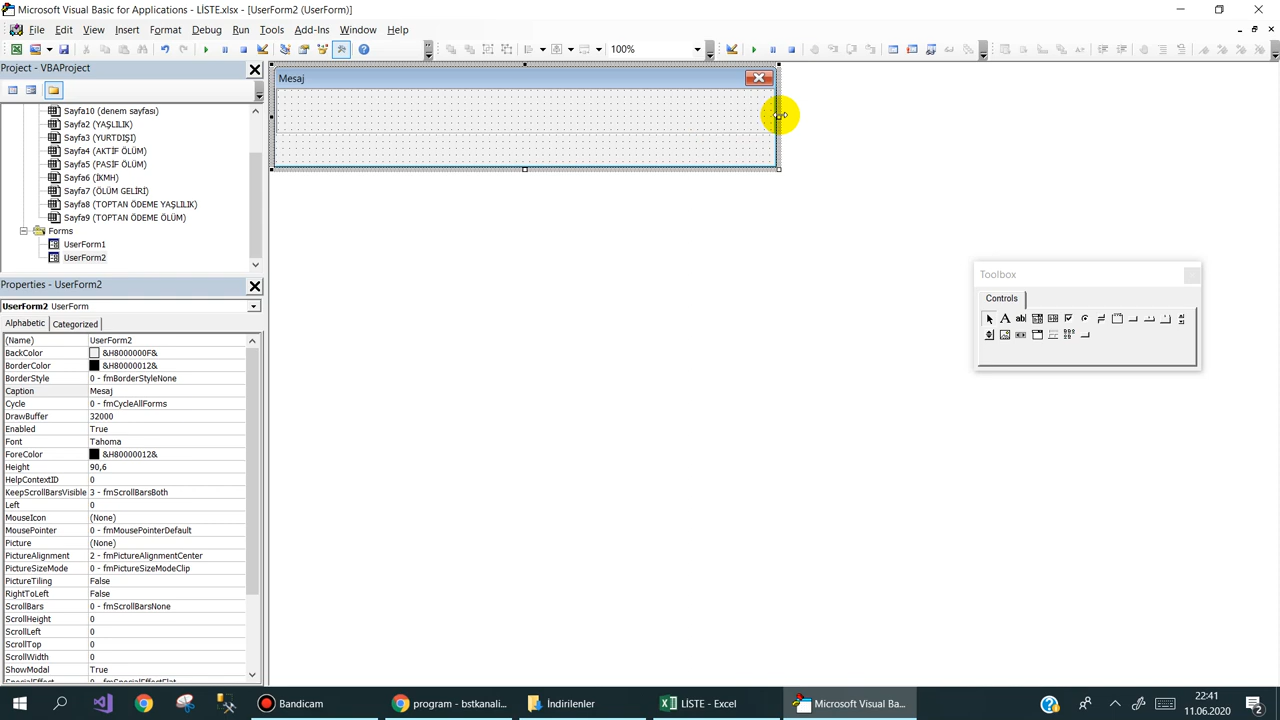 Microsoft Visual Basic for Applications - LİSTE.xlsx - [UserForm2 (UserForm)]
File Edit View Insert Format Debug Run Tools Add-Ins Window Help
100%
Project - VBAProject
Sayfa10 (denem sayfası)
Sayfa2 (YAŞLILIK)
Sayfa3 (YURTDIŞI)
Sayfa4 (AKTİF ÖLÜM)
Sayfa5 (PASİF ÖLÜM)
Sayfa6 (İKMH)
Sayfa7 (ÖLÜM GELİRİ)
Sayfa8 (TOPTAN ÖDEME YAŞLILIK)
Sayfa9 (TOPTAN ÖDEME ÖLÜM)
Forms
UserForm1
UserForm2
Properties - UserForm2
UserForm2 UserForm
Alphabetic Categorized
(Name) UserForm2
BackColor &H8000000F&
BorderColor &H80000012&
BorderStyle 0 - fmBorderStyleNone
Caption Mesaj
Cycle 0 - fmCycleAllForms
DrawBuffer 32000
Enabled True
Font Tahoma
ForeColor &H80000012&
Height 90,6
HelpContextID 0
KeepScrollBarsVisible 3 - fmScrollBarsBoth
Left 0
MouseIcon (None)
MousePointer 0 - fmMousePointerDefault
Picture (None)
PictureAlignment 2 - fmPictureAlignmentCenter
PictureSizeMode 0 - fmPictureSizeModeClip
PictureTiling False
RightToLeft False
ScrollBars 0 - fmScrollBarsNone
ScrollHeight 0
ScrollLeft 0
ScrollTop 0
ScrollWidth 0
ShowModal True
SpecialEffect 0 - fmSpecialEffectFlat
Mesaj
Toolbox
Controls
A abl
Bandicam
program - bstkanali...
İndirilenler
LİSTE - Excel
Microsoft Visual Ba...
22:41
11.06.2020
2